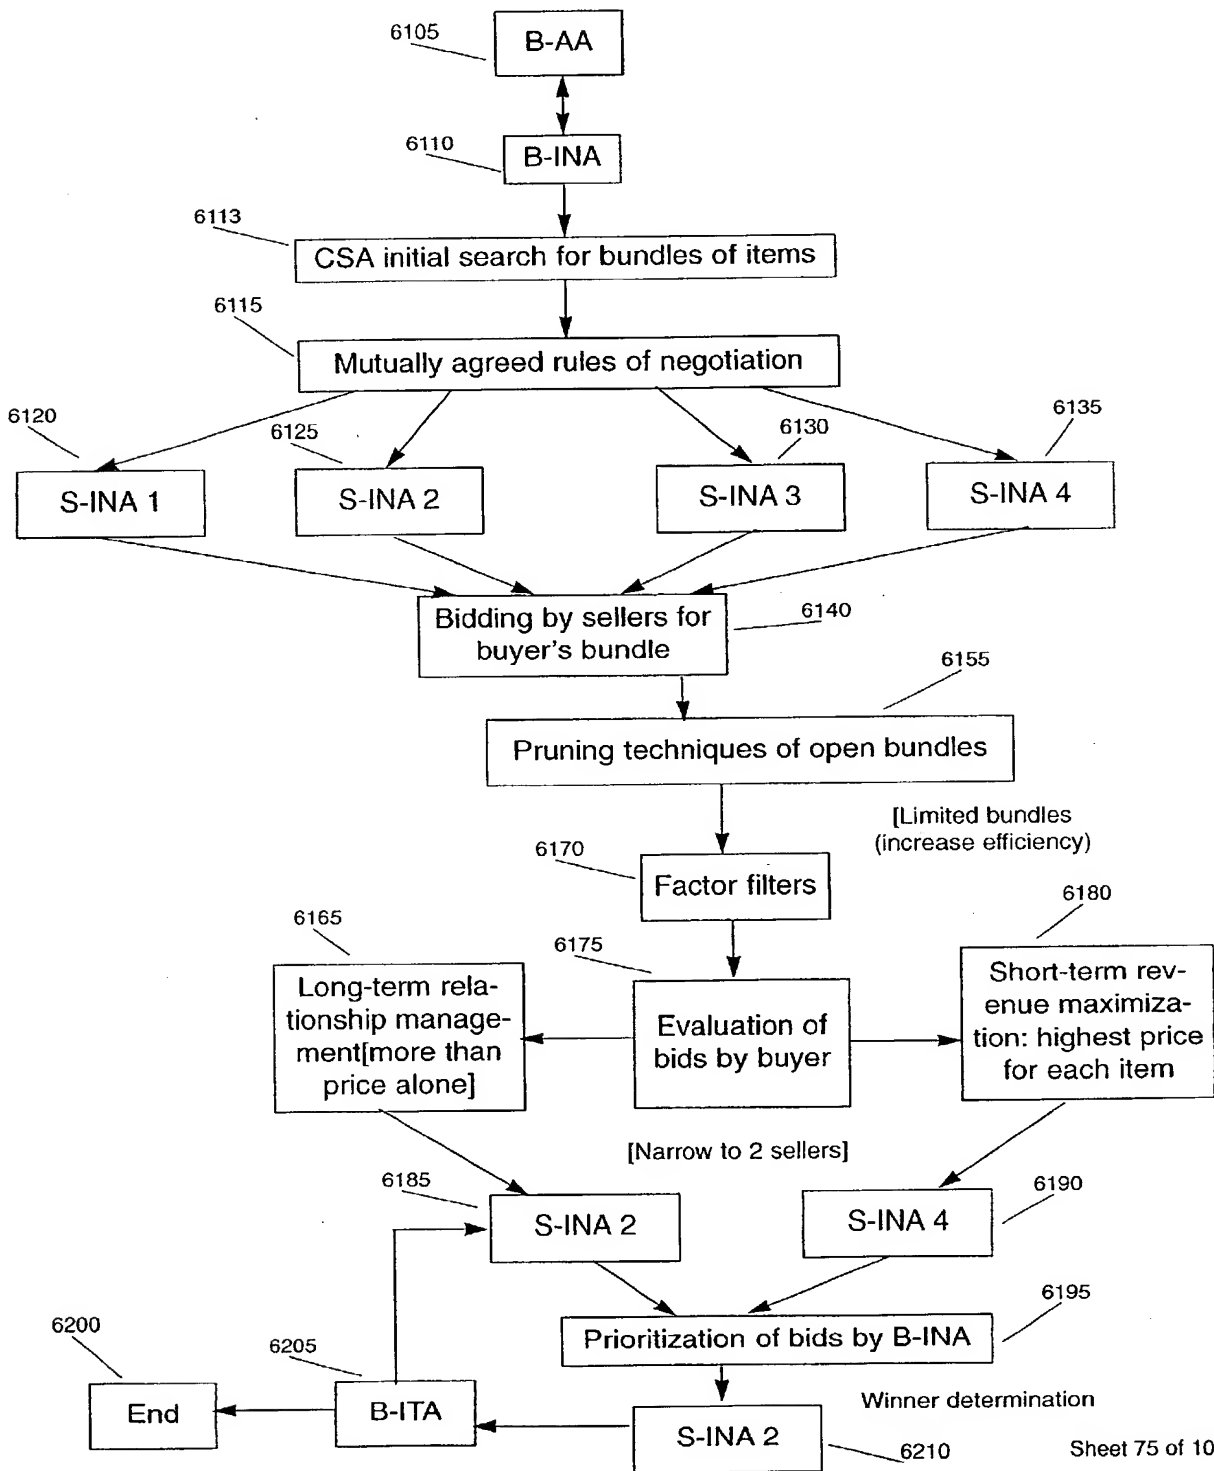 6105
B-AA
6110
B-INA
6113
CSA initial search for bundles of items
6115
Mutually agreed rules of negotiation
6120
6125
6130
6135
S-INA 1
S-INA 2
S-INA 3
S-INA 4
Bidding by sellers for
buyer's bundle
6140
6155
Pruning techniques of open bundles
[Limited bundles
(increase efficiency)
6170
Factor filters
6165
6175
6180
Long-term rela-
tionship manage-
ment[more than
price alone]
Evaluation of
bids by buyer
Short-term rev-
enue maximiza-
tion: highest price
for each item
[Narrow to 2 sellers]
6185
S-INA 2
S-INA 4
6190
6195
Prioritization of bids by B-INA
6200
6205
End
B-ITA
Winner determination
S-INA 2
6210
Sheet 75 of 10